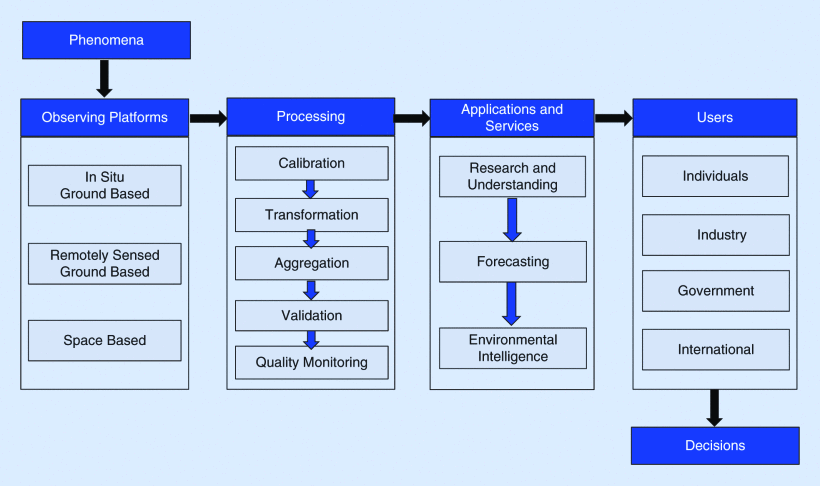 Phenomena
Observing Platforms
In Situ
Ground Based
Remotely Sensed
Ground Based
Space Based
Processing
Calibration
Transformation
Aggregation
Validation
Quality Monitoring
Applications and
Services
Research and
Understanding
Forecasting
Environmental
Intelligence
Users
Individuals
Industry
Government
International
Decisions